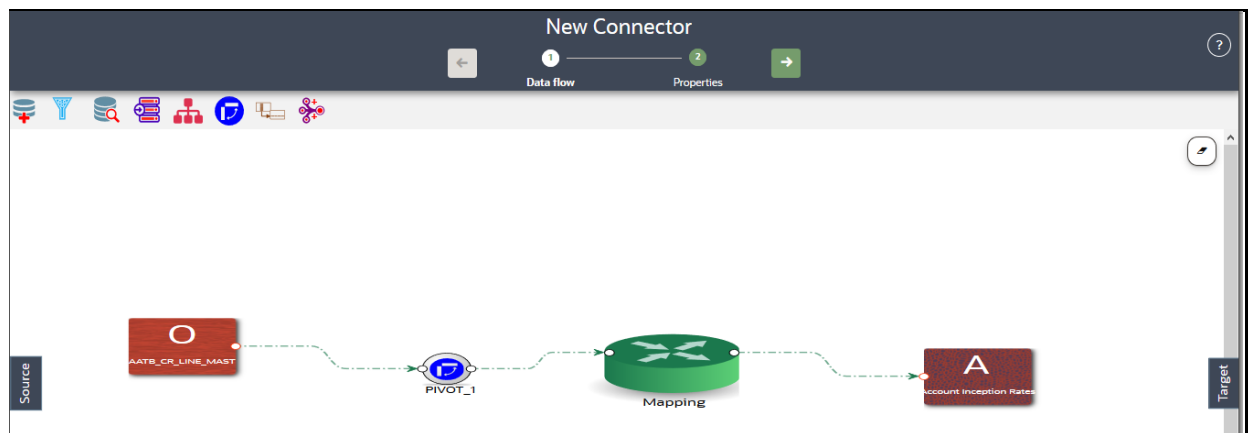 New Connector
?
1
2
Data flow
Properties
O
AATB_CR_LINE_MAST
PIVOT_1
Mapping
A
Account Inception Rates
Source
Target